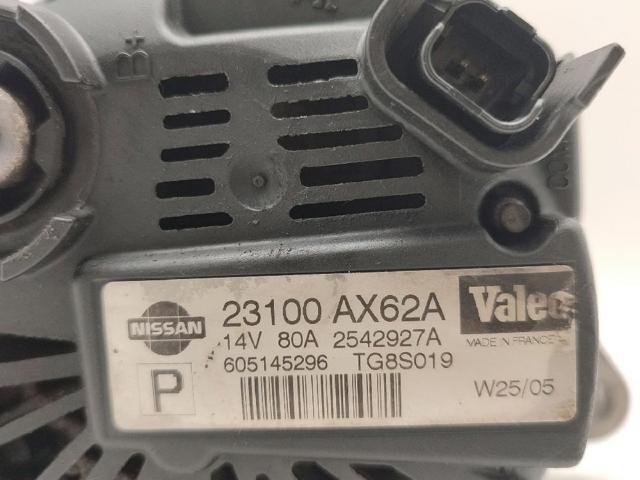 B+
NISSAN
23100 AX62A
14V 80A 2542927A
605145296 TG8S019
P
Valeo
MADE IN FRANCE
W25/05